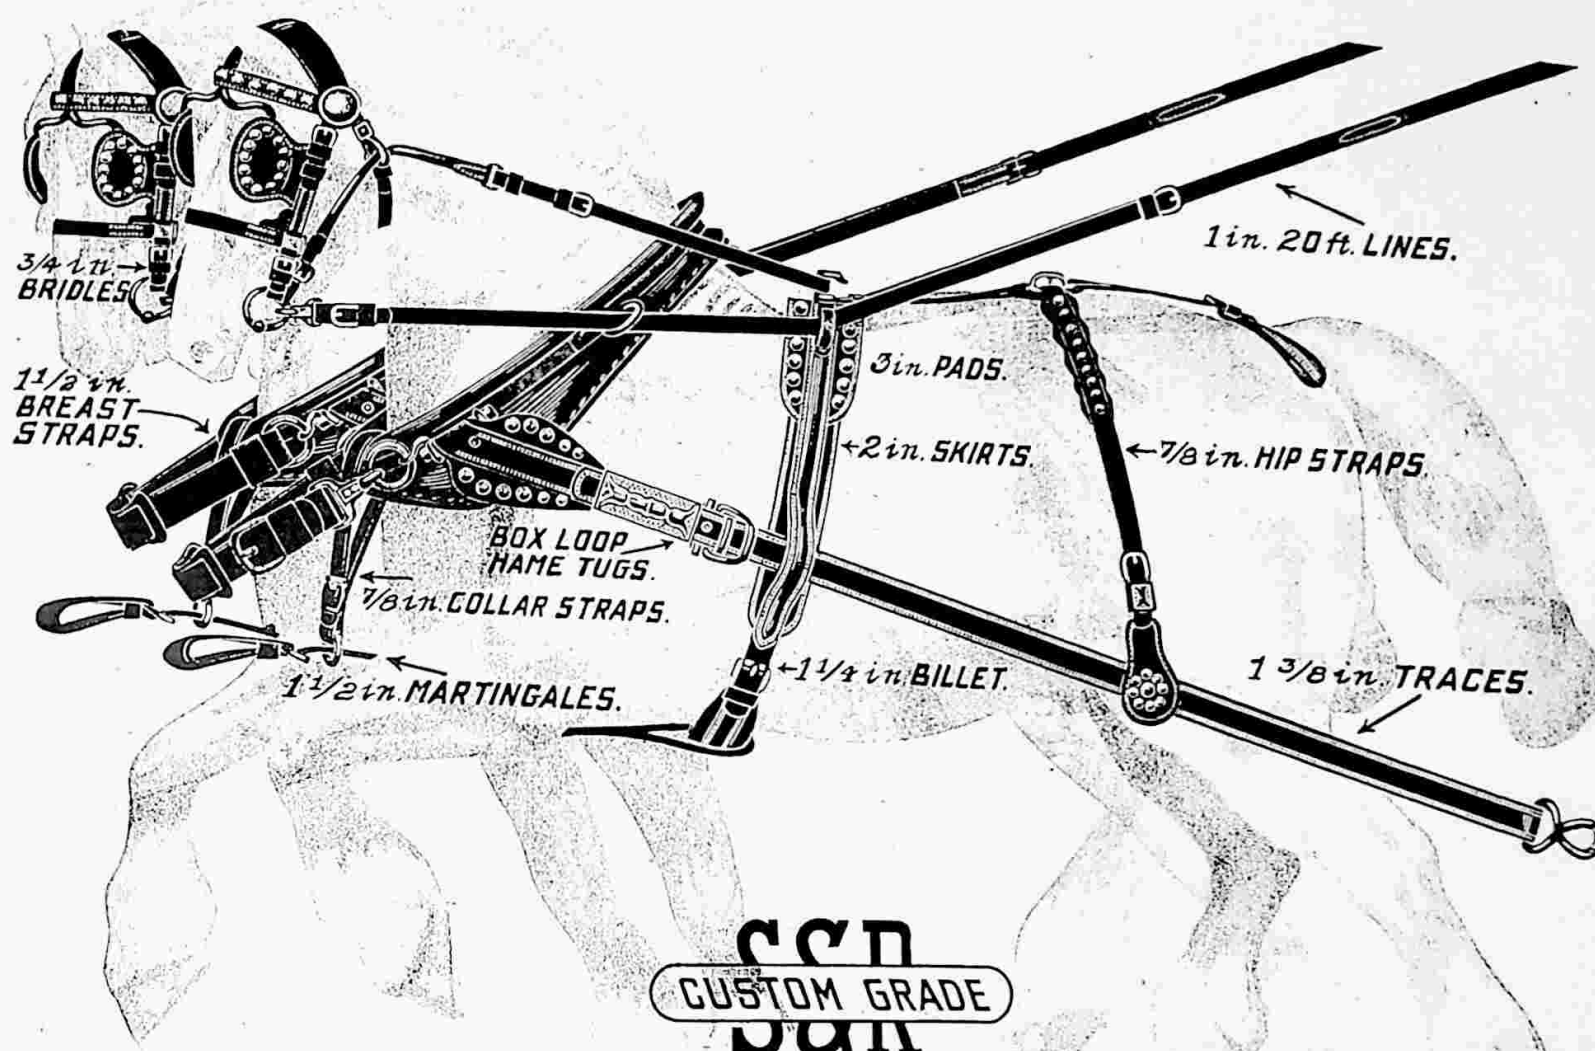 1 in. 20 ft. LINES.
3/4 in.
BRIDLES
3 in. PADS.
1 1/2 in.
BREAST
STRAPS.
2 in. SKIRTS.
7/8 in. HIP STRAPS.
BOX LOOP
HAME TUGS.
7/8 in. COLLAR STRAPS.
1 1/4 in. BILLET.
1 3/8 in. TRACES.
1 1/2 in. MARTINGALES.
S&R
CUSTOM GRADE